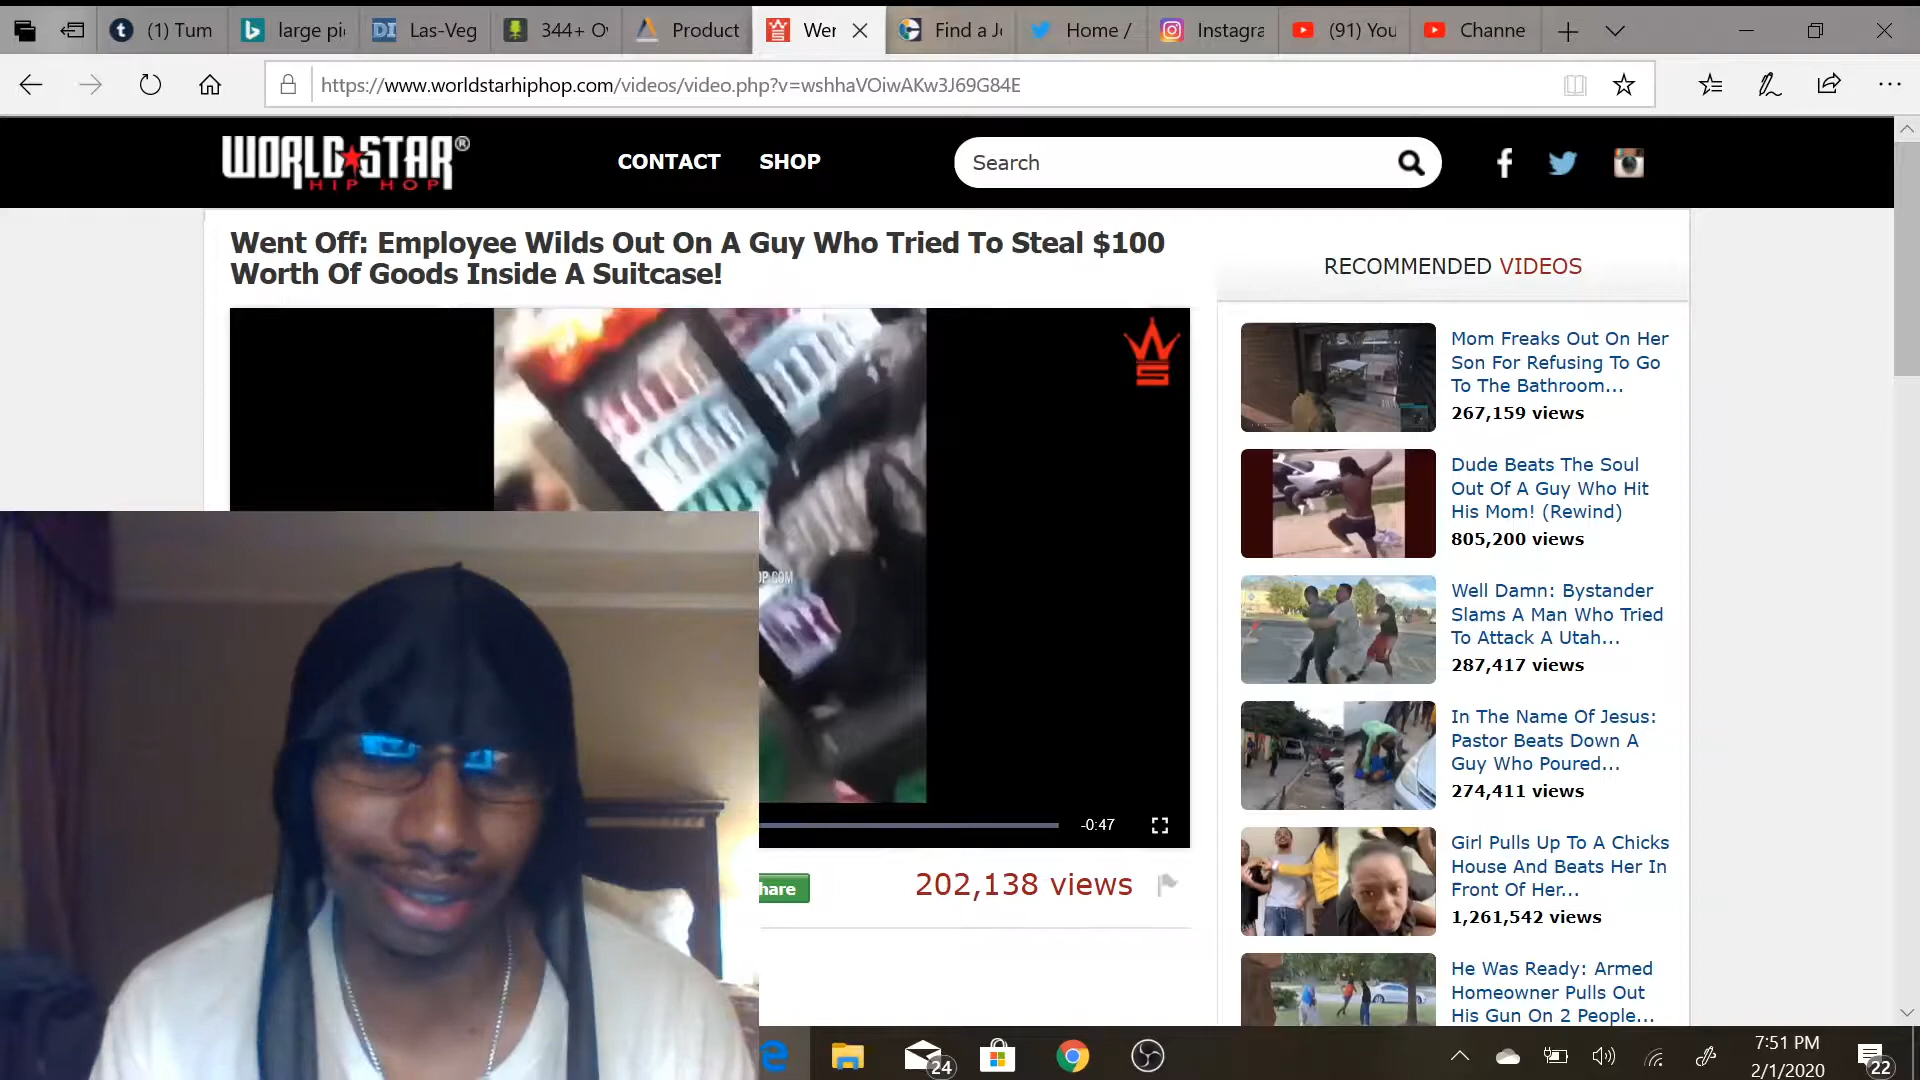 (1) Tum
large pi
DI Las-Veg
344+ O
Product
Wer
Find a J
Home /
Instagra
(91) You
Channe
https://www.worldstarhiphop.com/videos/video.php?v=wshhaVOiwAKw3J69G84E
WORLD STAR®
HIP HOP
CONTACT
SHOP
Search
Went Off: Employee Wilds Out On A Guy Who Tried To Steal $100
Worth Of Goods Inside A Suitcase!
OP.COM
-0:47
hare
202,138 views
RECOMMENDED VIDEOS
Mom Freaks Out On Her
Son For Refusing To Go
To The Bathroom...
267,159 views
Dude Beats The Soul
Out Of A Guy Who Hit
His Mom! (Rewind)
805,200 views
Well Damn: Bystander
Slams A Man Who Tried
To Attack A Utah...
287,417 views
In The Name Of Jesus:
Pastor Beats Down A
Guy Who Poured...
274,411 views
Girl Pulls Up To A Chicks
House And Beats Her In
Front Of Her...
1,261,542 views
He Was Ready: Armed
Homeowner Pulls Out
His Gun On 2 People...
24
7:51 PM
2/1/2020
22